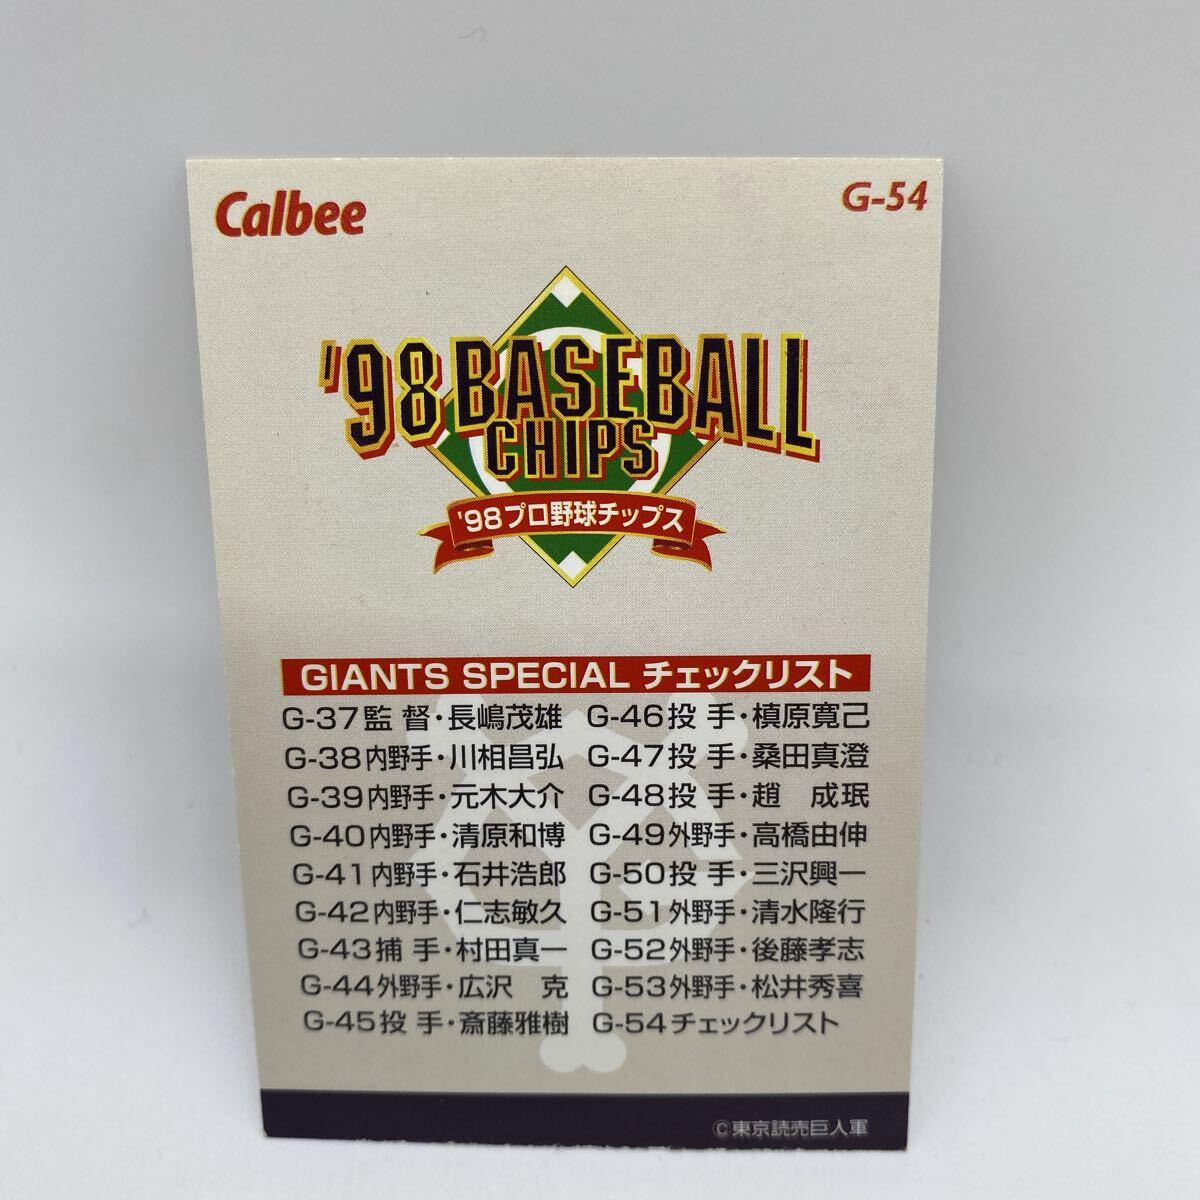 Calbee
G-54
'98 BASEBALL
CHIPS
'98プロ野球チップス
GIANTS SPECIAL チェックリスト
G-37 監 督・長嶋茂雄
G-38 内野手・川相昌弘
G-39 内野手・元木大介
G-40 内野手・清原和博
G-41 内野手・石井浩郎
G-42 内野手・仁志敏久
G-43 捕 手・村田真一
G-44 外野手・広沢 克
G-45 投 手・斎藤雅樹
G-46 投 手・槙原寛己
G-47 投 手・桑田真澄
G-48 投 手・趙 成珉
G-49 外野手・高橋由伸
G-50 投 手・三沢興一
G-51 外野手・清水隆行
G-52 外野手・後藤孝志
G-53 外野手・松井秀喜
G-54 チェックリスト
©東京読売巨人軍